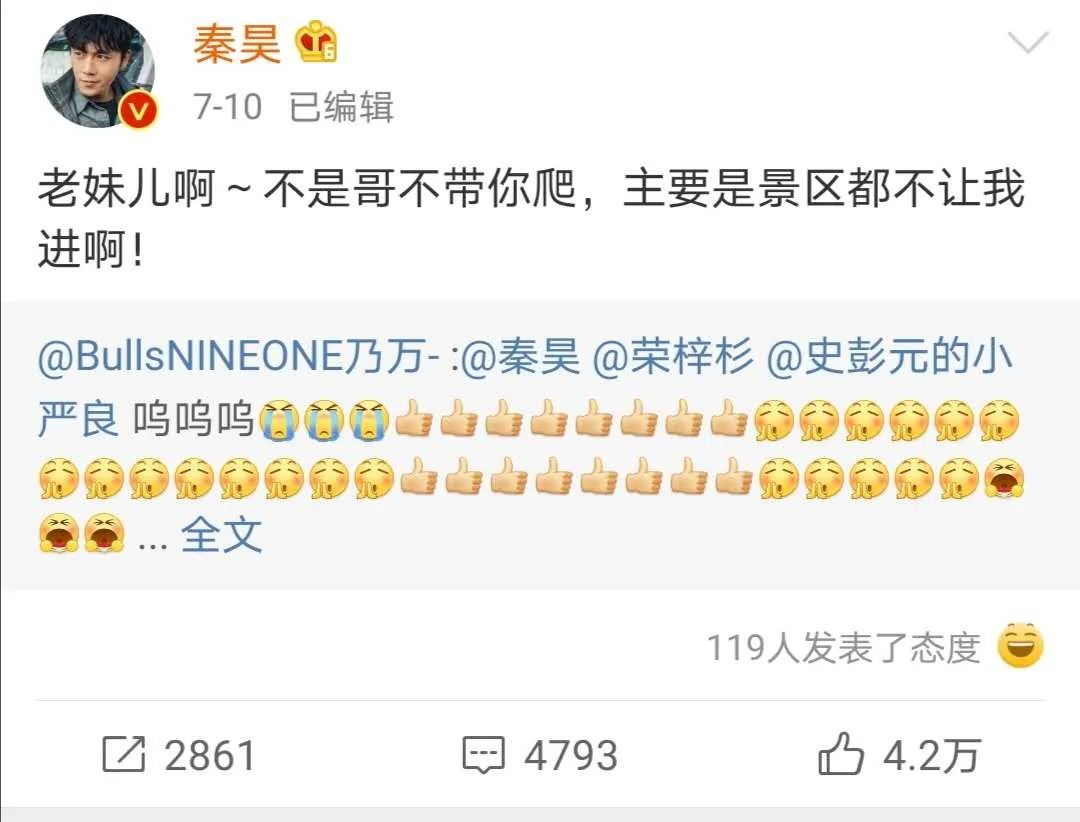 秦昊
7-10 已编辑
老妹儿啊~不是哥不带你爬，主要是景区都不让我
进啊！
@BullsNINEONE乃万- :@秦昊 @荣梓杉 @史彭元的小
严良 呜呜呜😭😭😭👍👍👍👍👍👍👍👍🤗🤗🤗🤗🤗🤗
🤗🤗🤗🤗🤗🤗🤗🤗👍👍👍👍👍👍👍👍🤗🤗🤗🤗🤗😫
😫😫 ... 全文
119人发表了态度 😄
2861 4793 4.2万